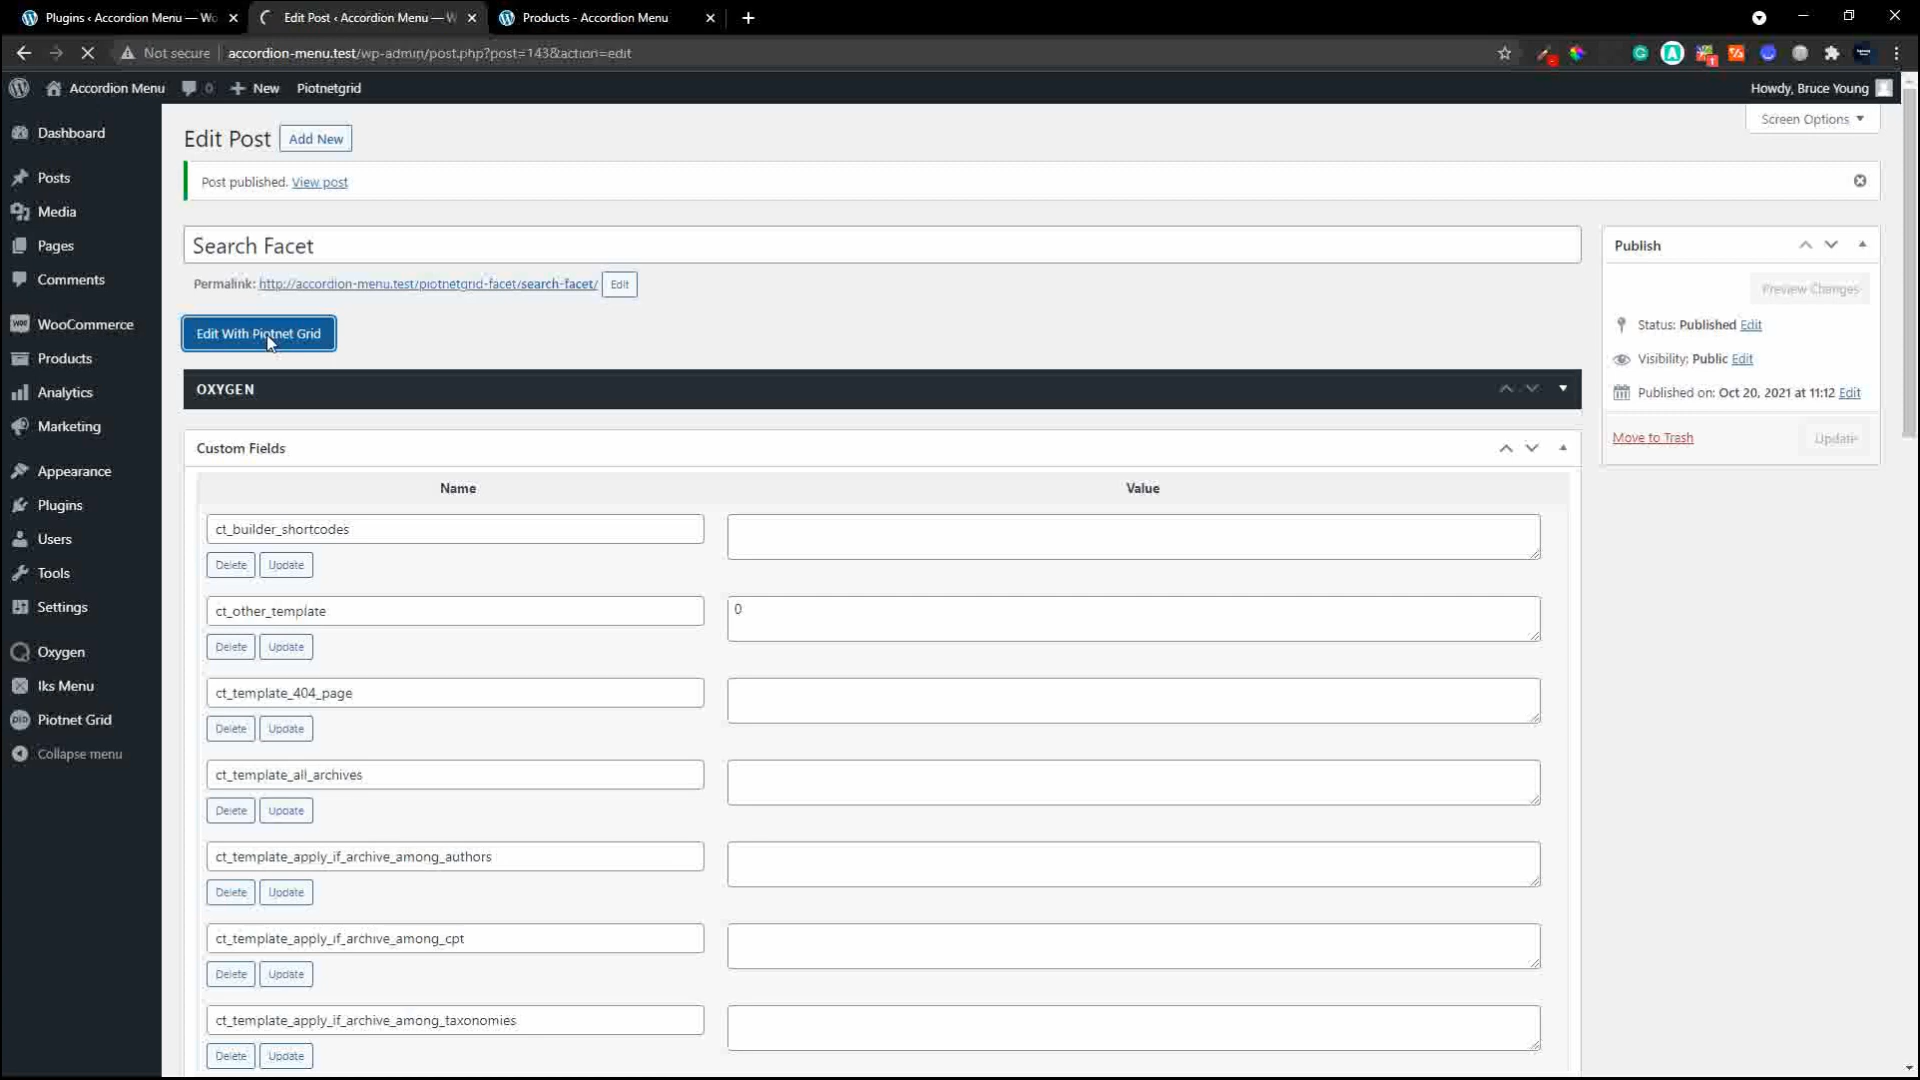 Plugins ‹ Accordion Menu — Wo
Edit Post ‹ Accordion Menu — W
Products - Accordion Menu
Not secure
accordion-menu.test/wp-admin/post.php?post=143&action=edit
Accordion Menu
0
New
Piotnetgrid
Howdy, Bruce Young
Dashboard
Posts
Media
Pages
Comments
WooCommerce
Products
Analytics
Marketing
Appearance
Plugins
Users
Tools
Settings
Oxygen
Iks Menu
Piotnet Grid
Collapse menu
Screen Options
Edit Post
Add New
Post published. View post
Search Facet
Permalink: http://accordion-menu.test/piotnetgrid-facet/search-facet/ Edit
Edit With Piotnet Grid
OXYGEN
Custom Fields
Name
Value
ct_builder_shortcodes
Delete
Update
ct_other_template
0
Delete
Update
ct_template_404_page
Delete
Update
ct_template_all_archives
Delete
Update
ct_template_apply_if_archive_among_authors
Delete
Update
ct_template_apply_if_archive_among_cpt
Delete
Update
ct_template_apply_if_archive_among_taxonomies
Delete
Update
Publish
Preview Changes
Status: Published Edit
Visibility: Public Edit
Published on: Oct 20, 2021 at 11:12 Edit
Move to Trash
Update